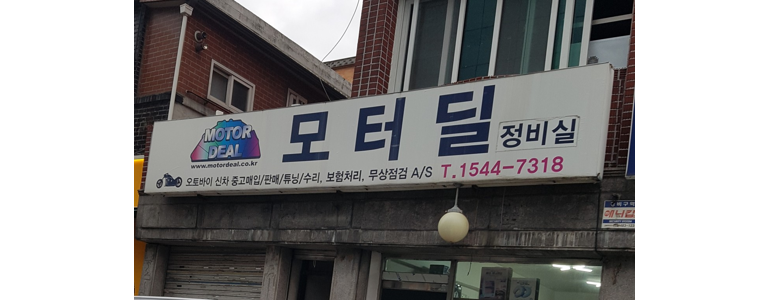 MOTOR
DEAL
www.motordeal.co.kr
모터딜 정비실
오토바이 신차 중고매입/판매/튜닝/수리, 보험처리, 무상점검 A/S T.1544-7318